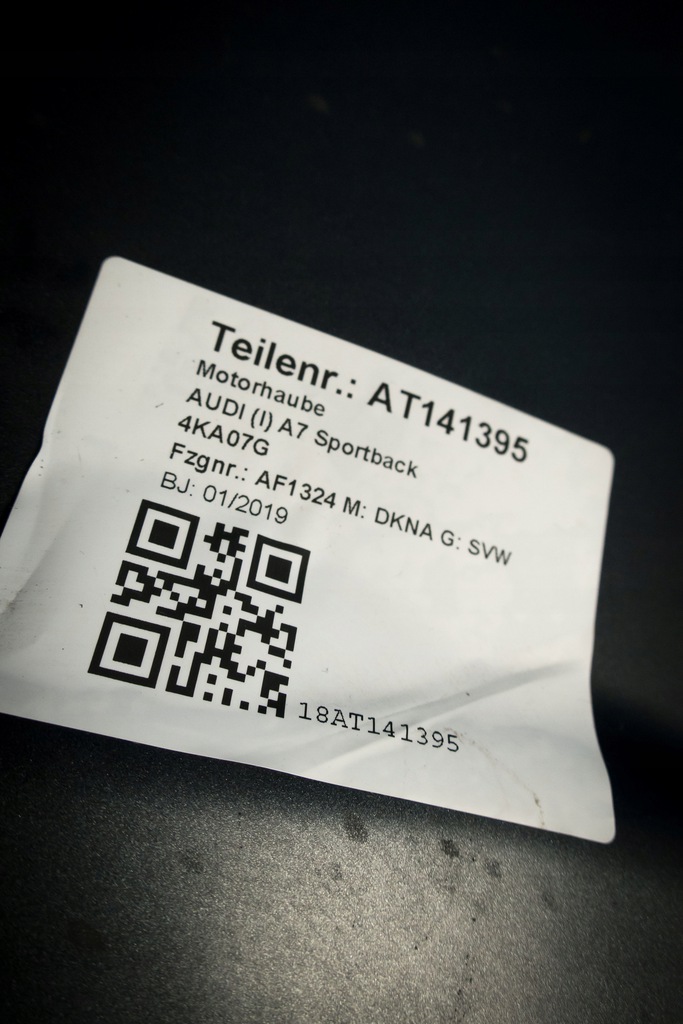 Teilenr.: AT141395
Motorhaube
AUDI (I) A7 Sportback
4KA07G
Fzgnr.: AF1324 M: DKNA G: SVW
BJ: 01/2019
18AT141395